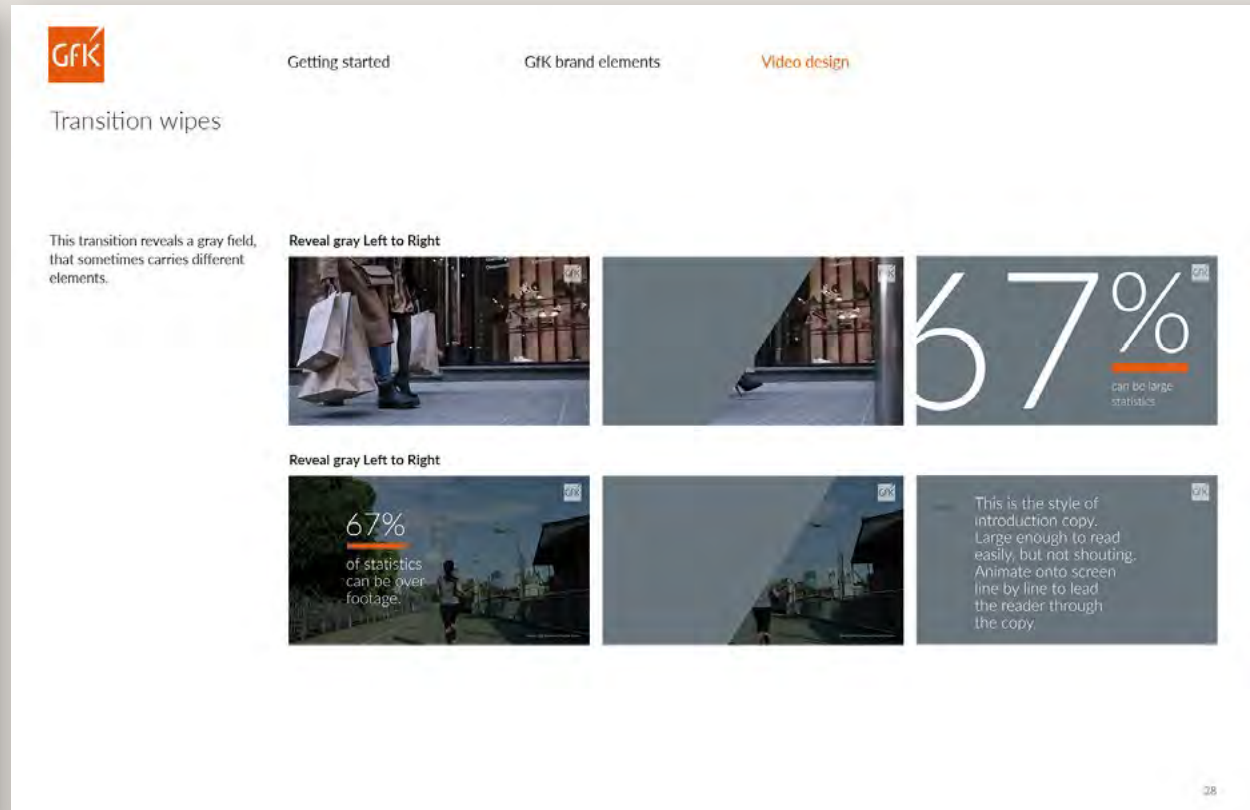 GfK
Getting started
GfK brand elements
Video design
Transition wipes
This transition reveals a gray field,
that sometimes carries different
elements.
Reveal gray Left to Right
GfK
GfK
67%
GfK
can be large
statistics
Reveal gray Left to Right
GfK
67%
of statistics
can be over
footage.
GfK
GfK
This is the style of
introduction copy.
Large enough to read
easily, but not shouting.
Animate onto screen
line by line to lead
the reader through
the copy.
28